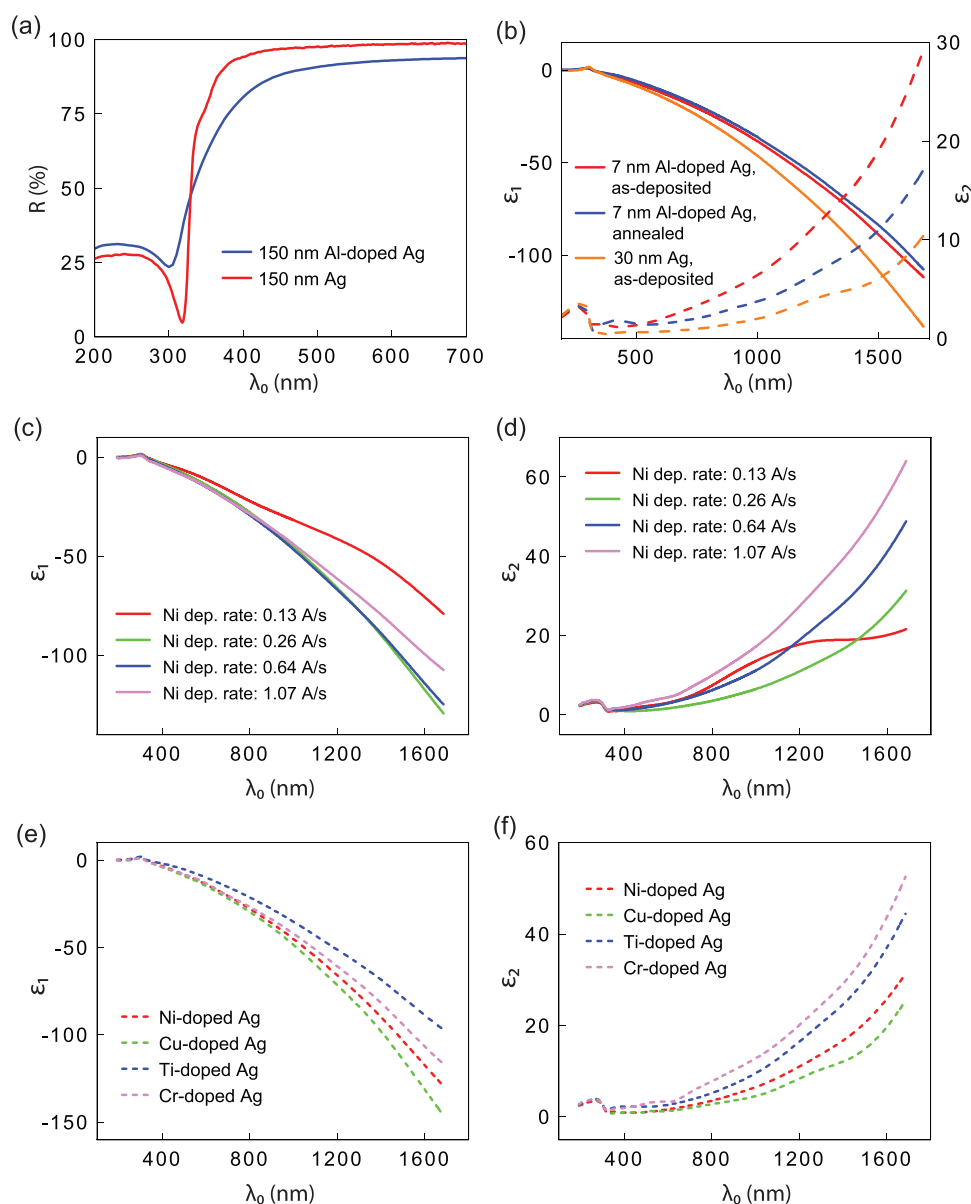 (a)
100
75
50
25
0
R (%)
150 nm Al-doped Ag
150 nm Ag
200 300 400 500 600 700
λ₀ (nm)
(b)
0
-50
-100
ε₁
30
20
10
0
ε₂
7 nm Al-doped Ag,
as-deposited
7 nm Al-doped Ag,
annealed
30 nm Ag,
as-deposited
500 1000 1500
λ₀ (nm)
(c)
0
-50
-100
ε₁
Ni dep. rate: 0.13 A/s
Ni dep. rate: 0.26 A/s
Ni dep. rate: 0.64 A/s
Ni dep. rate: 1.07 A/s
400 800 1200 1600
λ₀ (nm)
(d)
60
40
20
0
ε₂
Ni dep. rate: 0.13 A/s
Ni dep. rate: 0.26 A/s
Ni dep. rate: 0.64 A/s
Ni dep. rate: 1.07 A/s
400 800 1200 1600
λ₀ (nm)
(e)
0
-50
-100
-150
ε₁
Ni-doped Ag
Cu-doped Ag
Ti-doped Ag
Cr-doped Ag
400 800 1200 1600
λ₀ (nm)
(f)
60
40
20
0
ε₂
Ni-doped Ag
Cu-doped Ag
Ti-doped Ag
Cr-doped Ag
400 800 1200 1600
λ₀ (nm)